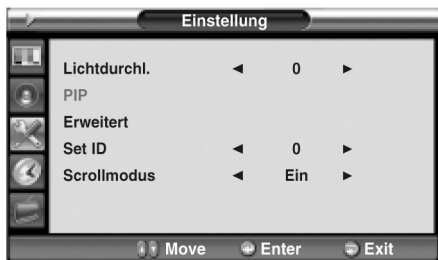 Einstellung
Lichtdurchl. ◄ 0 ►
PIP
Erweitert
Set ID ◄ 0 ►
Scrollmodus ◄ Ein ►
Move Enter Exit